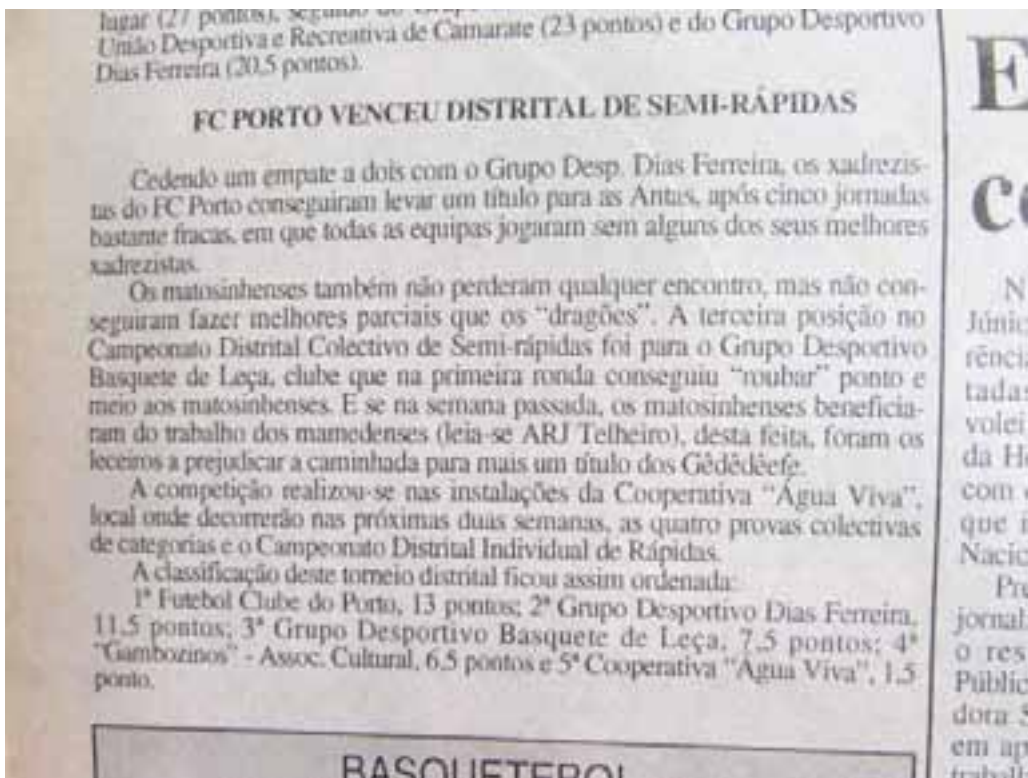 lugar (27 pontos), seguido do
União Desportiva e Recreativa de Camarate (23 pontos) e do Grupo Desportivo
Dias Ferreira (20,5 pontos).
FC PORTO VENCEU DISTRITAL DE SEMI-RÁPIDAS
Cedendo um empate a dois com o Grupo Desp. Dias Ferreira, os xadrezis-
tas do FC Porto conseguiram levar um título para as Antas, após cinco jornadas
bastante fracas, em que todas as equipas jogaram sem alguns dos seus melhores
xadrezistas.
Os matosinhenses também não perderam qualquer encontro, mas não con-
seguiram fazer melhores parciais que os "dragões". A terceira posição no
Campeonato Distrital Colectivo de Semi-rápidas foi para o Grupo Desportivo
Basquete de Leça, clube que na primeira ronda conseguiu "roubar" ponto e
meio aos matosinhenses. E se na semana passada, os matosinhenses beneficia-
ram do trabalho dos mamedenses (leia-se ARJ Telheiro), desta feita, foram os
leceiros a prejudicar a caminhada para mais um título dos Gêdêdêefe.
A competição realizou-se nas instalações da Cooperativa "Água Viva",
local onde decorrerão nas próximas duas semanas, as quatro provas colectivas
de categorias e o Campeonato Distrital Individual de Rápidas.
A classificação deste torneio distrital ficou assim ordenada:
1º Futebol Clube do Porto, 13 pontos; 2º Grupo Desportivo Dias Ferreira,
11,5 pontos; 3º Grupo Desportivo Basquete de Leça, 7,5 pontos; 4º
"Gambozinos" - Assoc. Cultural, 6,5 pontos e 5º Cooperativa "Água Viva", 1,5
ponto.
BASQUETEBOL
E
co
N
Júnio
rência
tadas
volei
da H
com
que
Nacio
Pr
jornal
o res
Públic
dora S
em ap